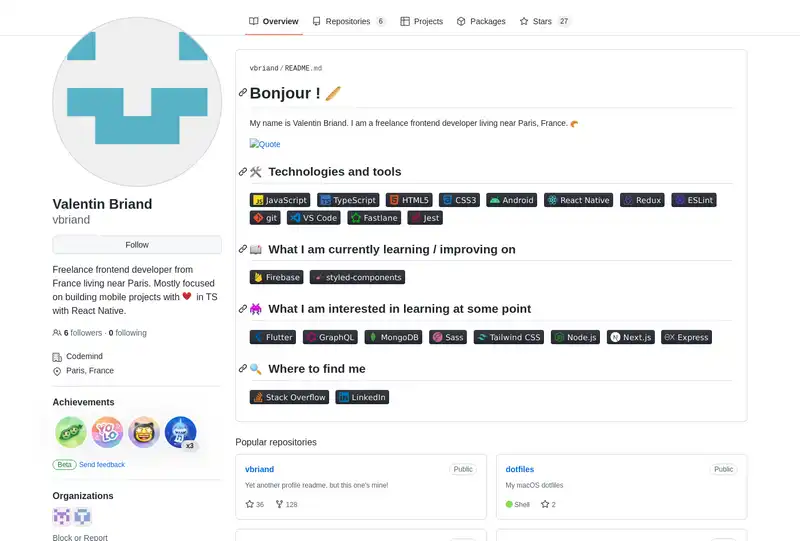 Overview
Repositories 6
Projects
Packages
Stars 27
Valentin Briand
vbriand
Follow
Freelance frontend developer from
France living near Paris. Mostly focused
on building mobile projects with ❤️ in TS
with React Native.
6 followers · 0 following
Codemind
Paris, France
Achievements
YOLO
x3
Beta Send feedback
Organizations
Block or Report
vbriand/README.md
Bonjour ! 🥖
My name is Valentin Briand. I am a freelance frontend developer living near Paris, France. 🥐
Quote
🛠 Technologies and tools
JavaScript TypeScript HTML5 CSS3 Android React Native Redux ESLint
git VS Code Fastlane Jest
📖 What I am currently learning / improving on
Firebase styled-components
👾 What I am interested in learning at some point
Flutter GraphQL MongoDB Sass Tailwind CSS Node.js Next.js Express
🔍 Where to find me
Stack Overflow LinkedIn
Popular repositories
vbriand Public
Yet another profile readme, but this one's mine!
36 128
dotfiles Public
My macOS dotfiles
Shell 2